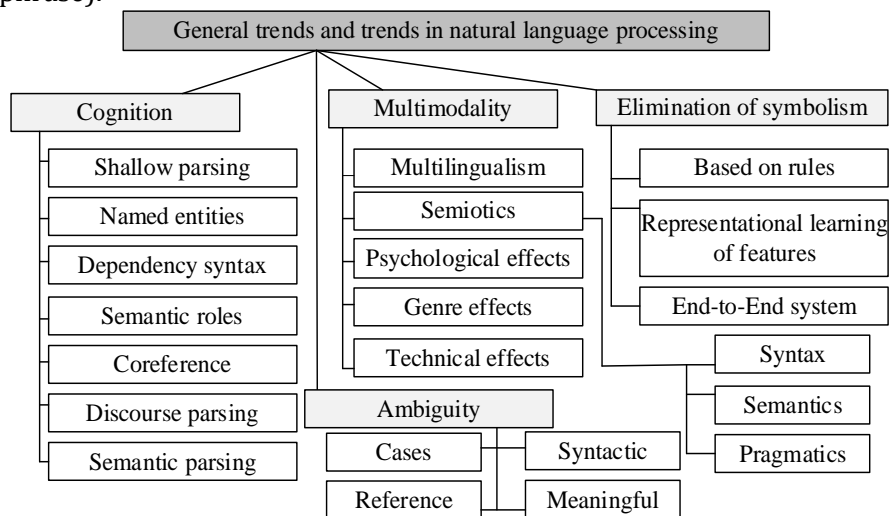 phrase).
General trends and trends in natural language processing
Cognition
Shallow parsing
Named entities
Dependency syntax
Semantic roles
Coreference
Discourse parsing
Semantic parsing
Multimodality
Multilingualism
Semiotics
Psychological effects
Genre effects
Technical effects
Elimination of symbolism
Based on rules
Representational learning
of features
End-to-End system
Syntax
Semantics
Pragmatics
Ambiguity
Cases
Syntactic
Reference
Meaningful